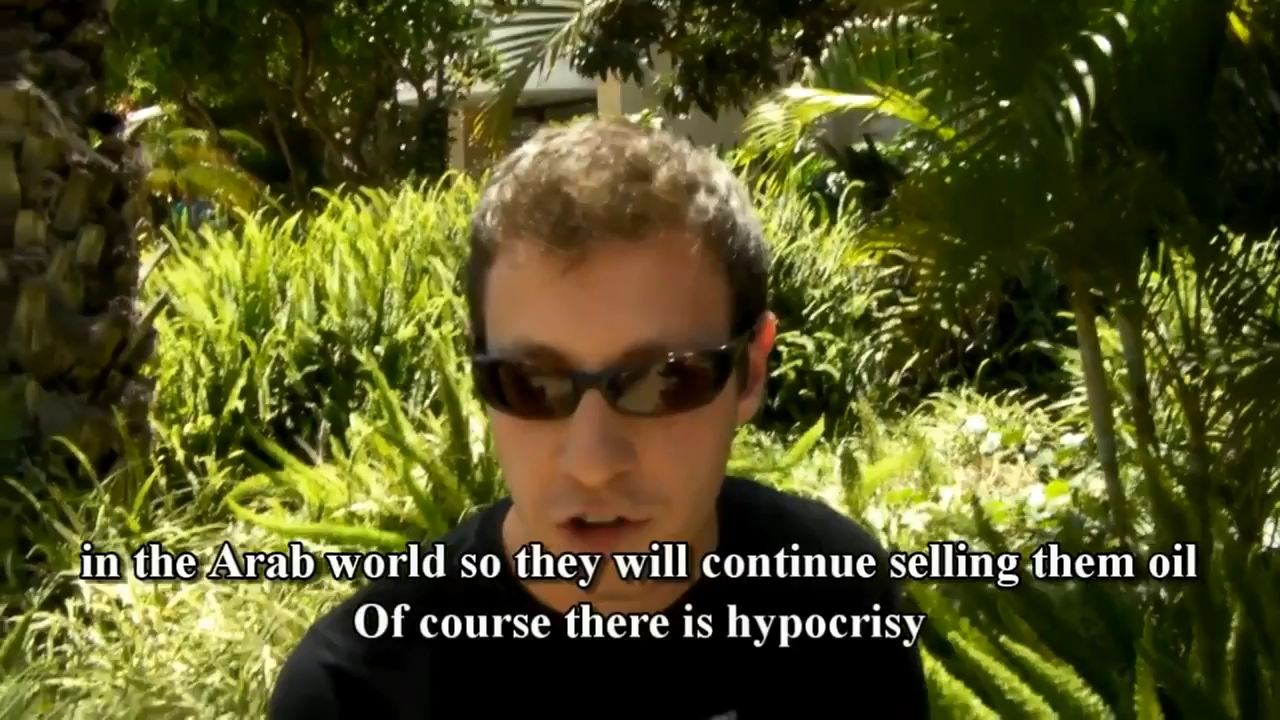 in the Arab world so they will continue selling them oil
Of course there is hypocrisy